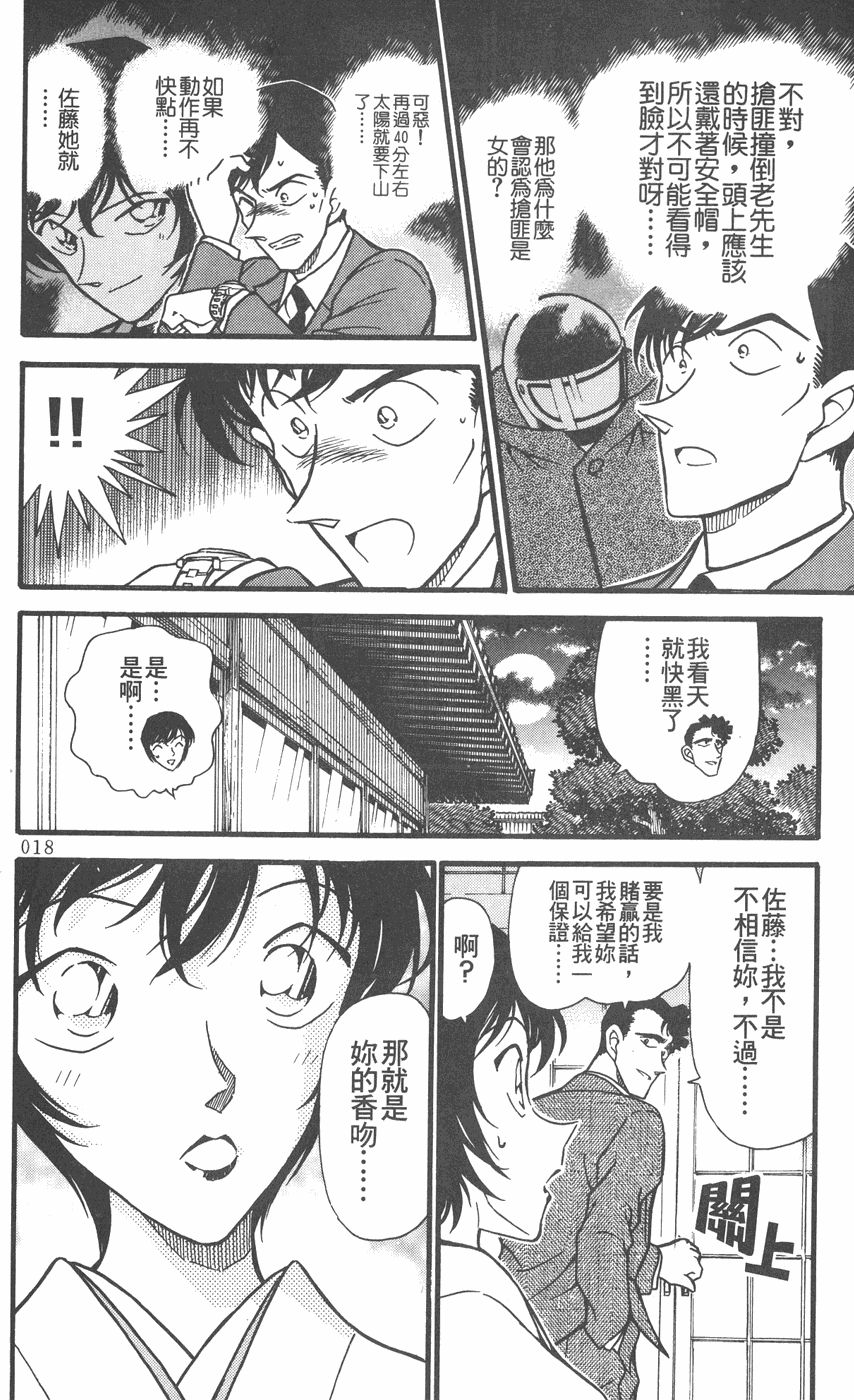 不對，
搶匪撞倒老先生
的時候，頭上應該
還戴著安全帽，
所以不可能看得
到臉才對呀……
那他為什麼
會認為搶匪是
女的？
可惡！
再過40分左右
太陽就要下山
了……
如果
動作再不
快點……
佐藤她就
……
!!
我看天
就快黑了
……
是…
是啊……
佐藤…我不是
不相信妳，不過……
要是我
賭贏的話，
我希望妳
可以給我一
個保證……
啊？
關上
那就是
妳的香吻……
018